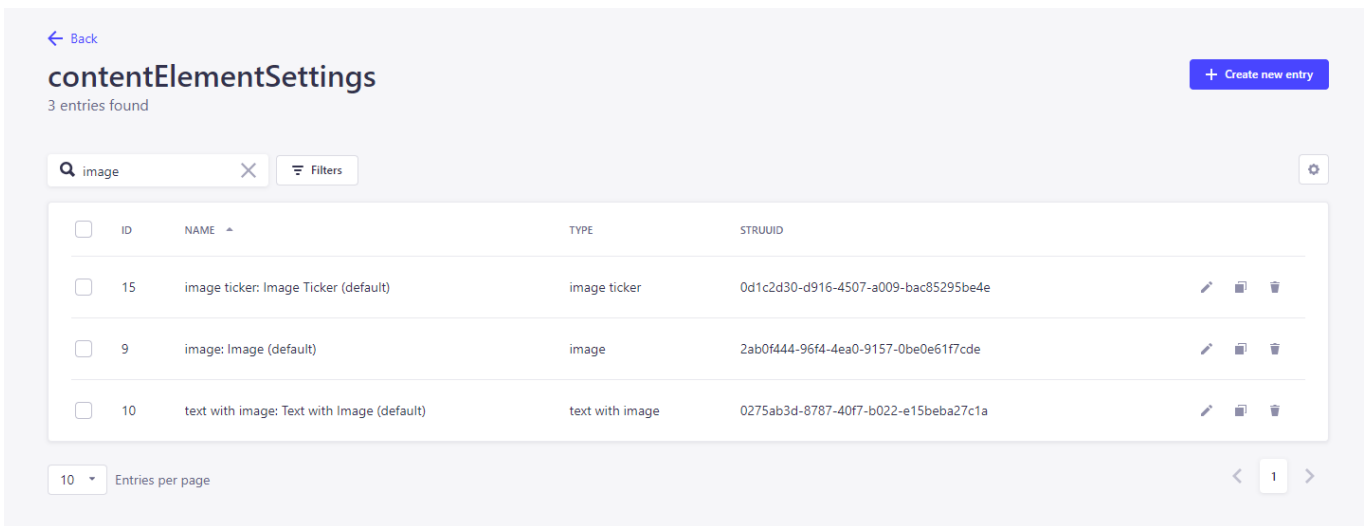 Back
contentElementSettings
Create new entry
3 entries found
image
Filters
ID NAME TYPE STRUUID
15 image ticker: Image Ticker (default) image ticker 0d1c2d30-d916-4507-a009-bac85295be4e
9 image: Image (default) image 2ab0f444-96f4-4ea0-9157-0be0e61f7cde
10 text with image: Text with Image (default) text with image 0275ab3d-8787-40f7-b022-e15beba27c1a
10 Entries per page 1